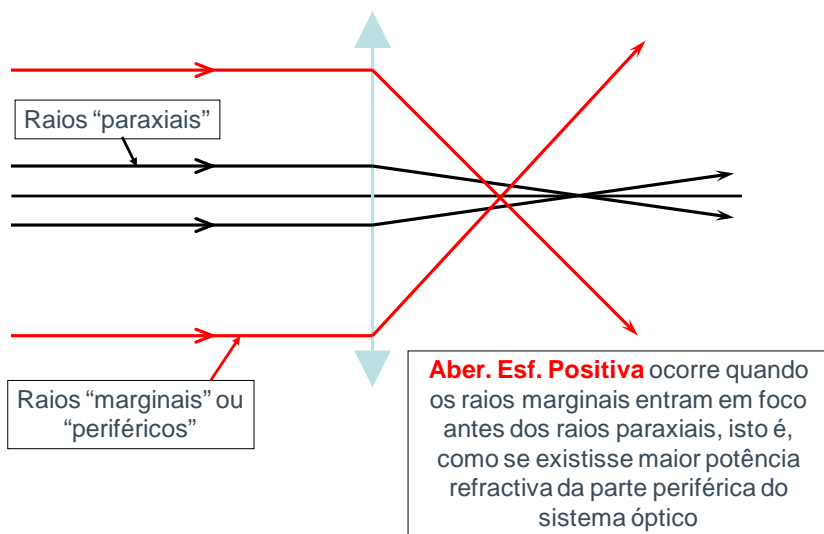 Raios “paraxiais”
Raios “marginais” ou
“periféricos”
Aber. Esf. Positiva ocorre quando
os raios marginais entram em foco
antes dos raios paraxiais, isto é,
como se existisse maior potência
refractiva da parte periférica do
sistema óptico